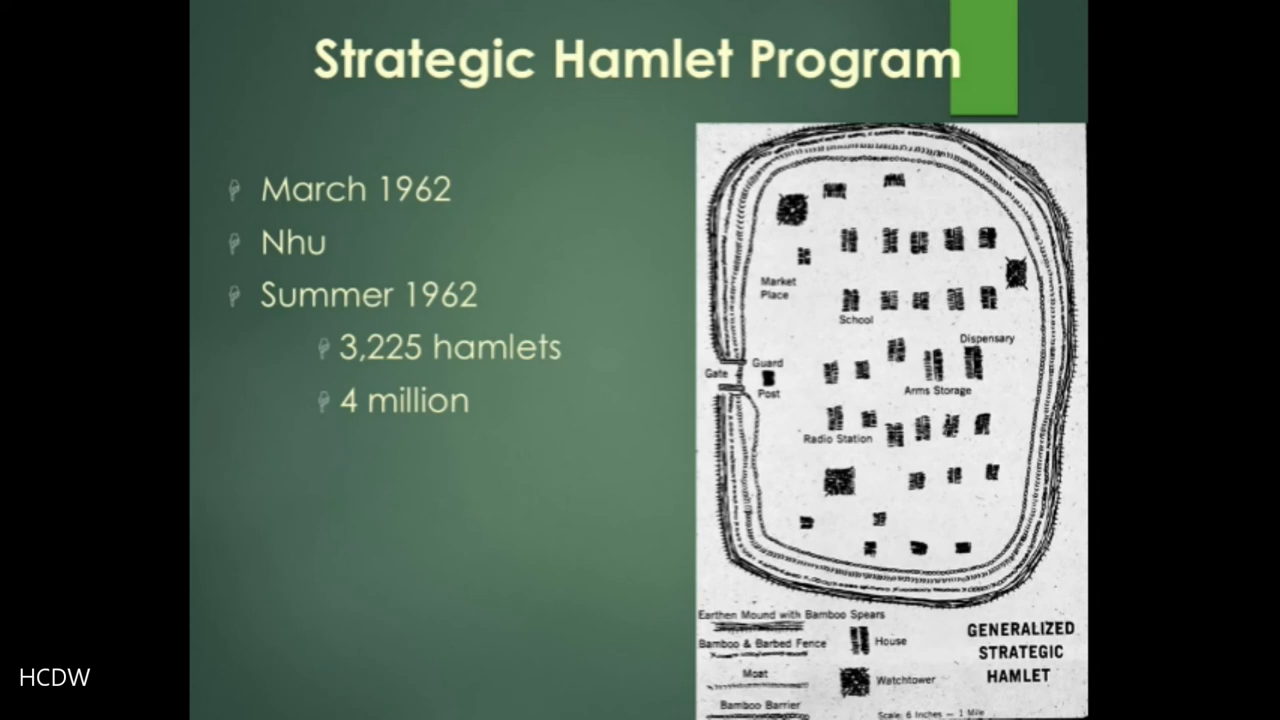 Strategic Hamlet Program
March 1962
Nhu
Summer 1962
3,225 hamlets
4 million
Market
Place
School
Dispensary
Guard
Gate
Post
Arms Storage
Radio Station
Earthen Mound with Bamboo Spears
Bamboo & Barbed Fence
House
Moat
Watchtower
Bamboo Barrier
GENERALIZED
STRATEGIC
HAMLET
Scale: 6 Inches — 1 Mile
HCDW